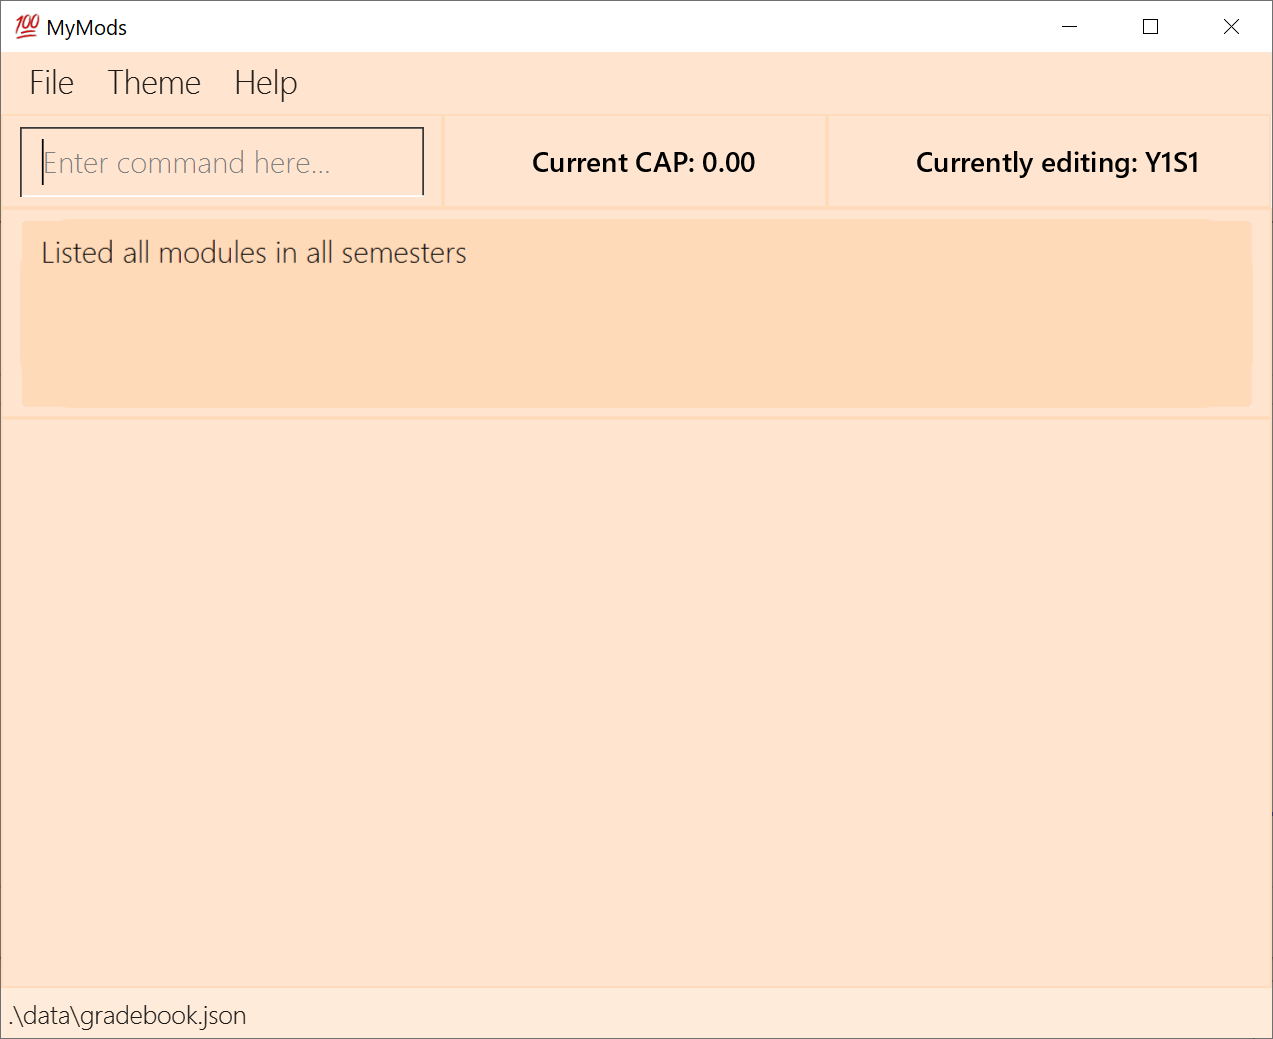 💯 MyMods
File Theme Help
Enter command here...
Current CAP: 0.00
Currently editing: Y1S1
Listed all modules in all semesters
.\data\gradebook.json